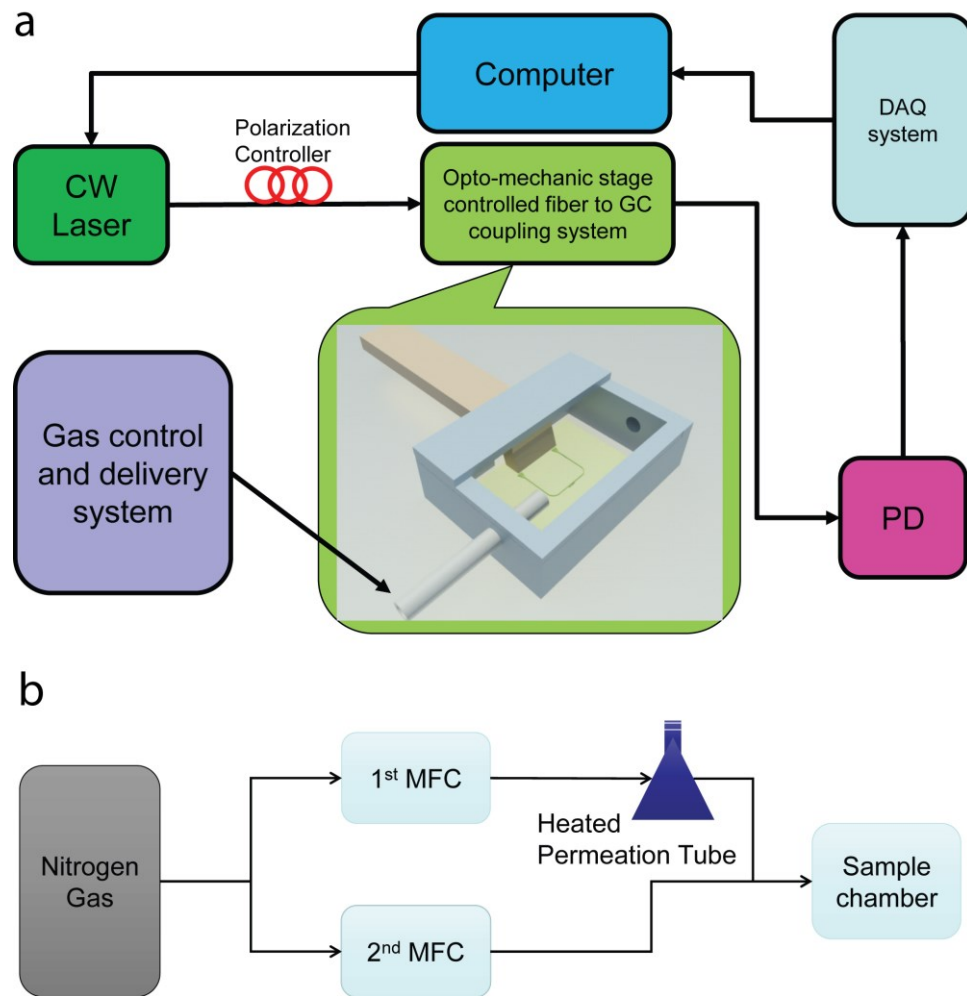 a
Computer
DAQ
system
Polarization
Controller
CW
Laser
Opto-mechanic stage
controlled fiber to GC
coupling system
Gas control
and delivery
system
PD
b
Nitrogen
Gas
1st MFC
Heated
Permeation Tube
2nd MFC
Sample
chamber